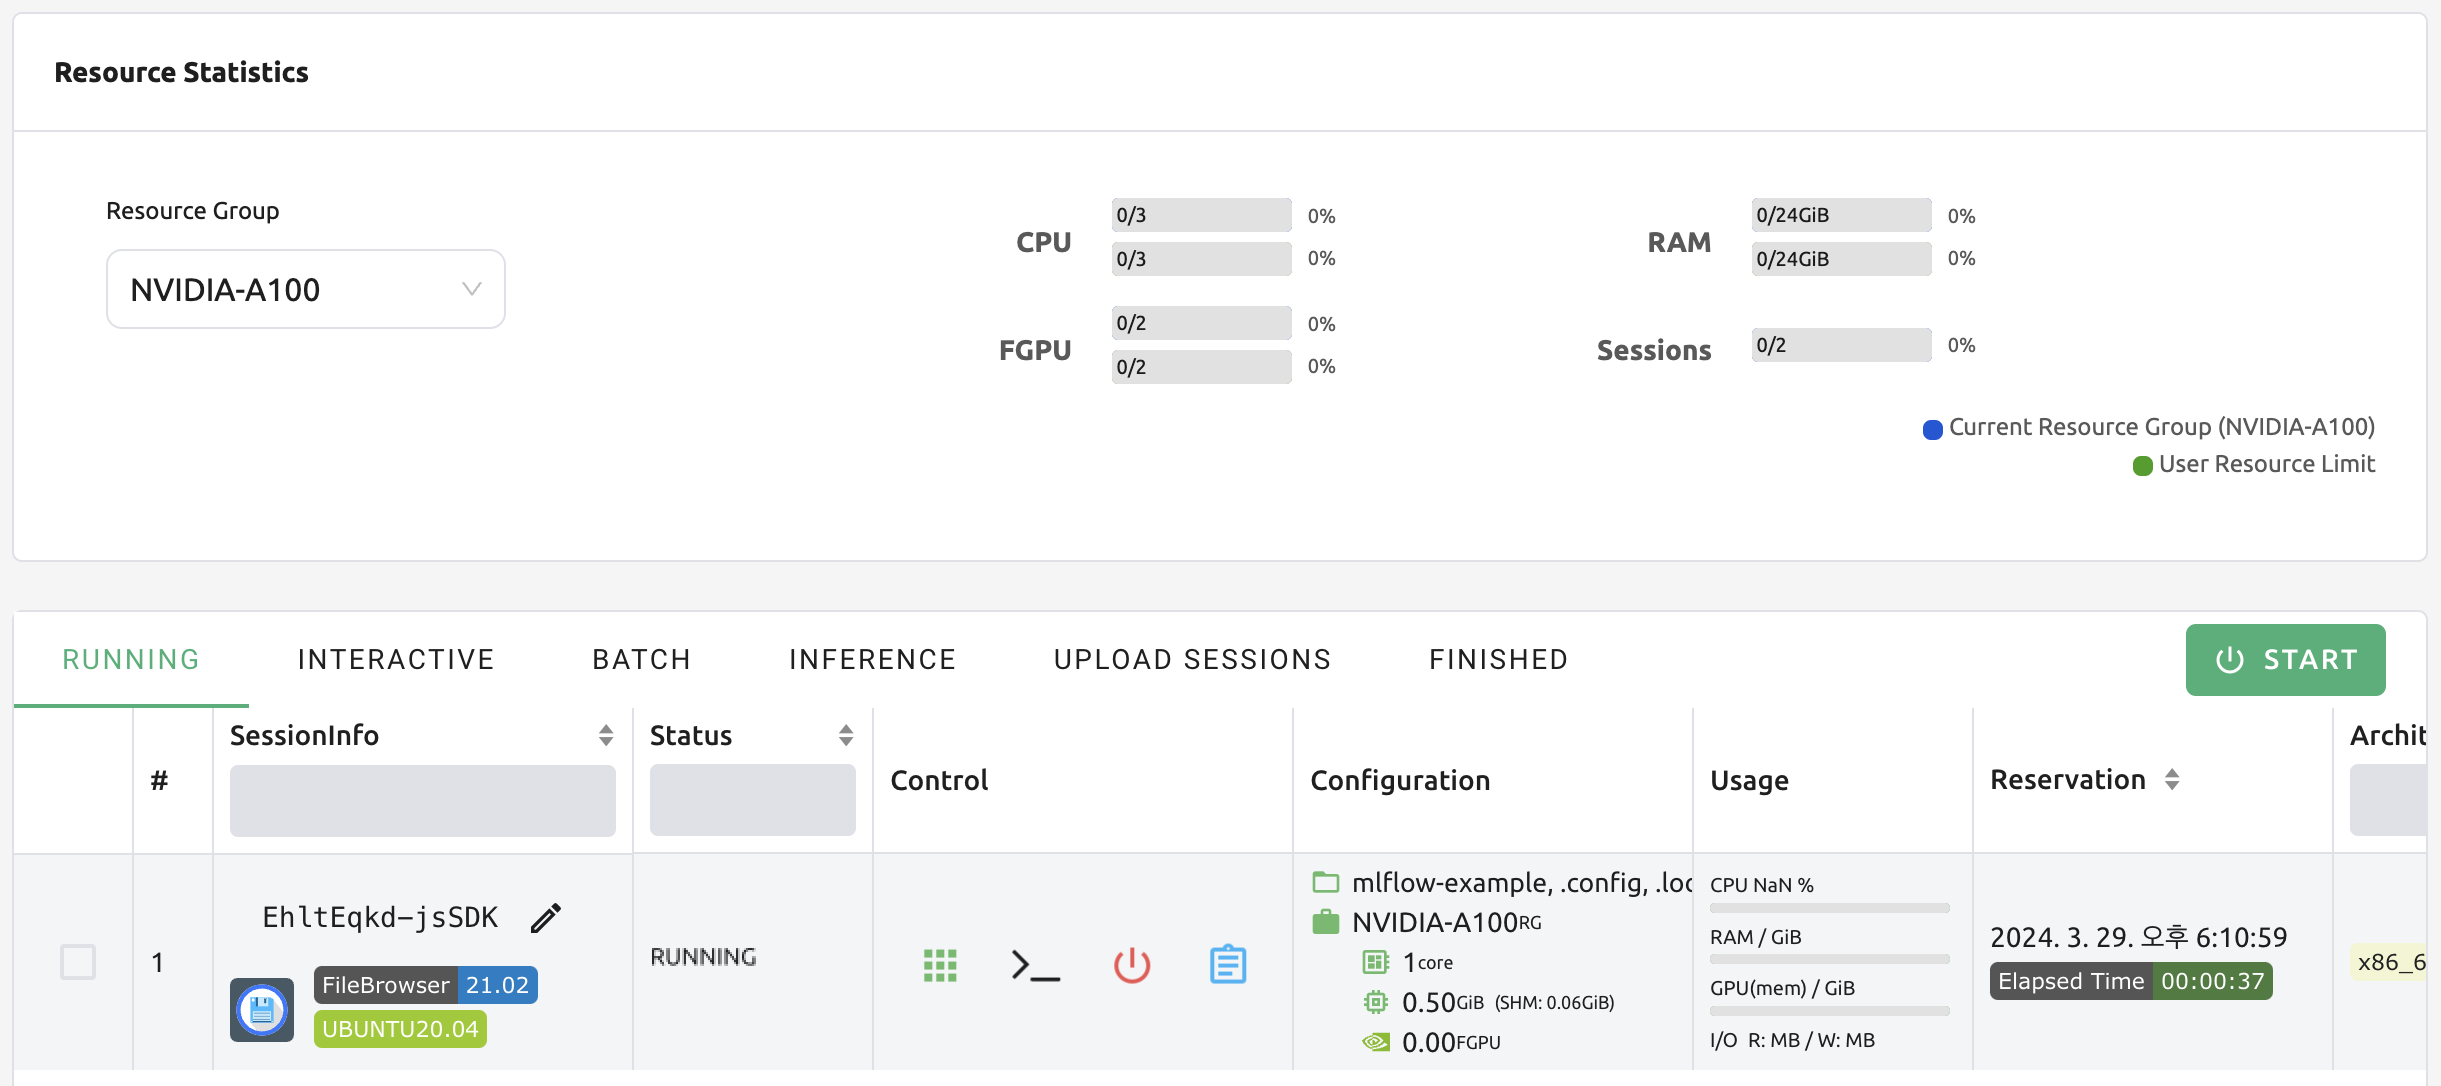 Resource Statistics
Resource Group
NVIDIA-A100
CPU
0/3 0%
0/3 0%
RAM
0/24GiB 0%
0/24GiB 0%
FGPU
0/2 0%
0/2 0%
Sessions
0/2 0%
Current Resource Group (NVIDIA-A100)
User Resource Limit
RUNNING INTERACTIVE BATCH INFERENCE UPLOAD SESSIONS FINISHED START
# SessionInfo Status Control Configuration Usage Reservation Archit
1
EhltEqkd-jsSDK
FileBrowser 21.02
UBUNTU20.04
RUNNING
mlflow-example, .config, .loc
NVIDIA-A100RG
1core
0.50GiB (SHM: 0.06GiB)
0.00FGPU
CPU NaN %
RAM / GiB
GPU(mem) / GiB
I/O R: MB / W: MB
2024. 3. 29. 오후 6:10:59
Elapsed Time 00:00:37
x86_6